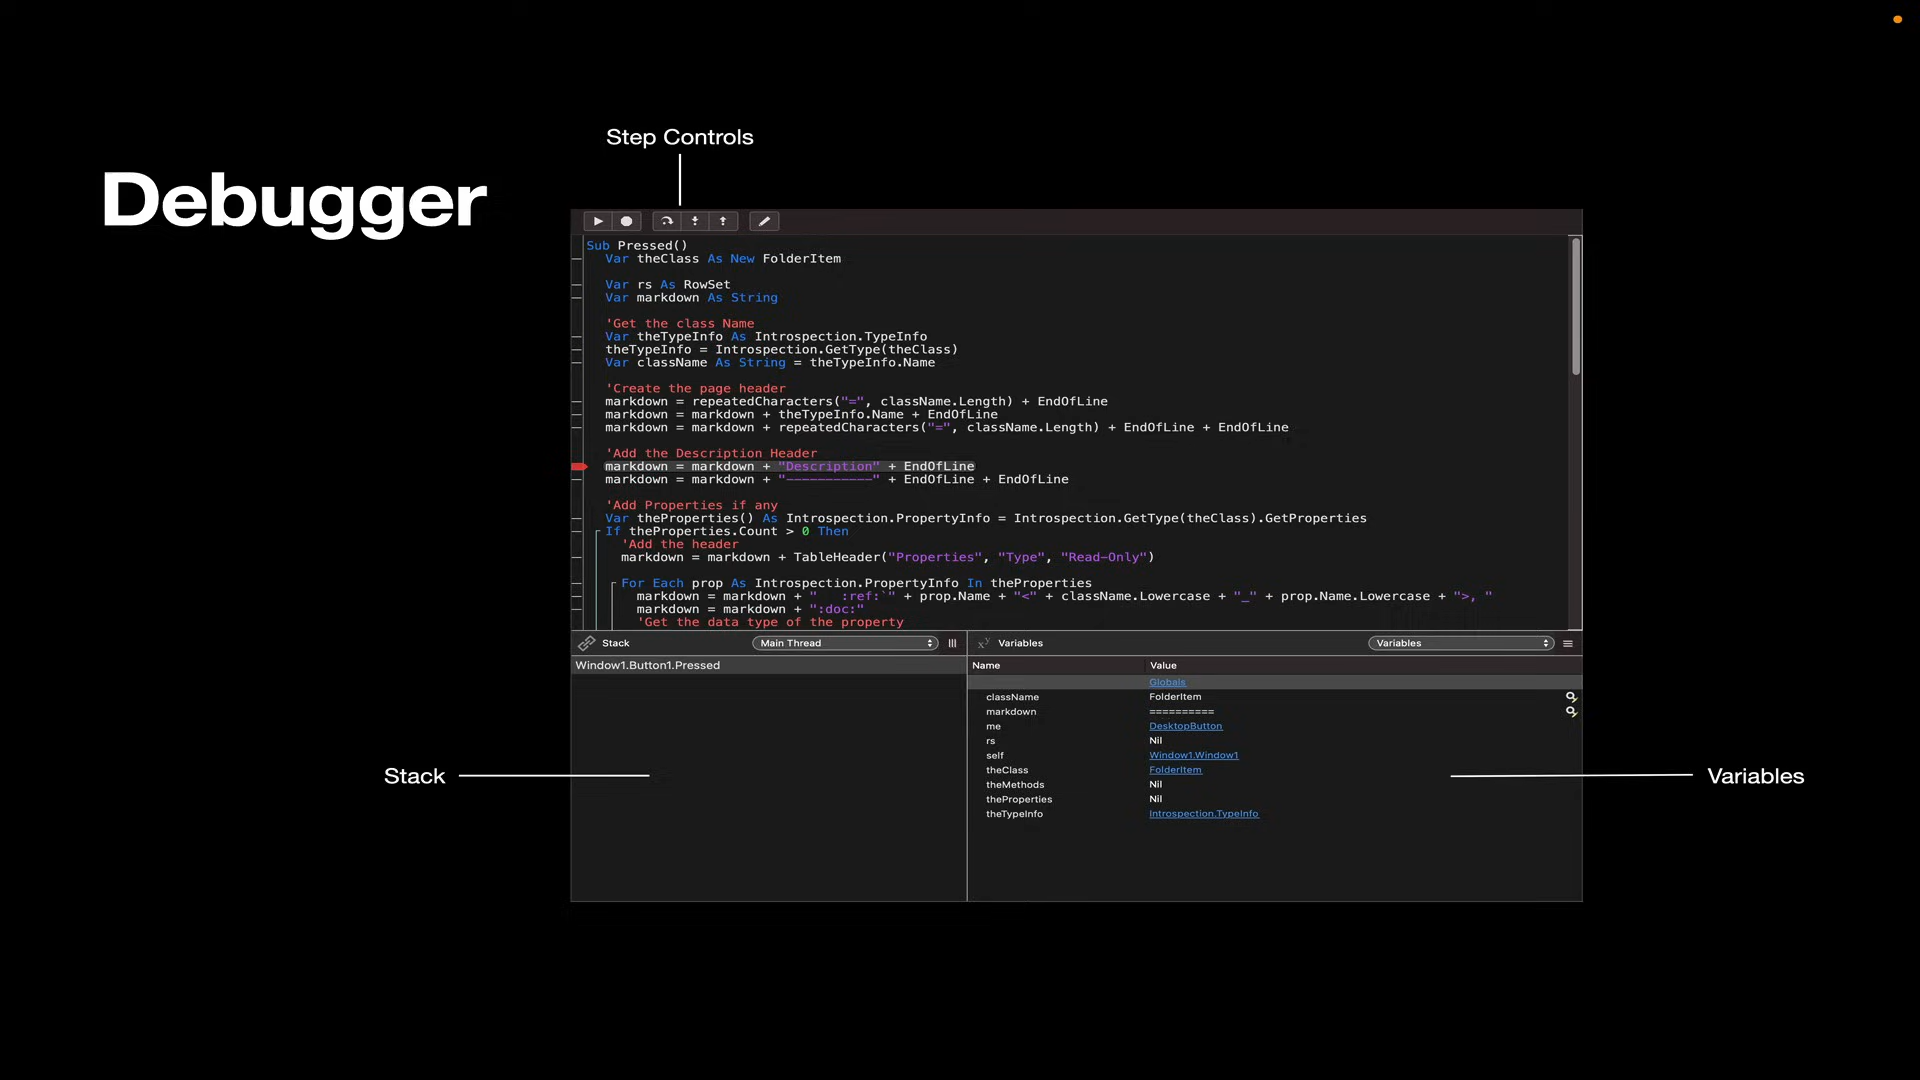 Step Controls
Debugger
Sub Pressed()
Var theClass As New FolderItem
Var rs As RowSet
Var markdown As String
'Get the class Name
Var theTypeInfo As Introspection.TypeInfo
theTypeInfo = Introspection.GetType(theClass)
Var className As String = theTypeInfo.Name
'Create the page header
markdown = repeatedCharacters("=", className.Length) + EndOfLine
markdown = markdown + theTypeInfo.Name + EndOfLine
markdown = markdown + repeatedCharacters("=", className.Length) + EndOfLine + EndOfLine
'Add the Description Header
markdown = markdown + "Description" + EndOfLine
markdown = markdown + "-----------" + EndOfLine + EndOfLine
'Add Properties if any
Var theProperties() As Introspection.PropertyInfo = Introspection.GetType(theClass).GetProperties
If theProperties.Count > 0 Then
'Add the header
markdown = markdown + TableHeader("Properties", "Type", "Read-Only")
For Each prop As Introspection.PropertyInfo In theProperties
markdown = markdown + "   :ref:`" + prop.Name + "<" + className.Lowercase + "_" + prop.Name.Lowercase + ">, "
markdown = markdown + ":doc:"
'Get the data type of the property
Stack
Main Thread
Variables
Variables
Window1.Button1.Pressed
Name Value
Globals
className FolderItem
markdown ==========
me DesktopButton
rs Nil
self Window1.Window1
theClass FolderItem
theMethods Nil
theProperties Nil
theTypeInfo Introspection.TypeInfo
Stack
Variables